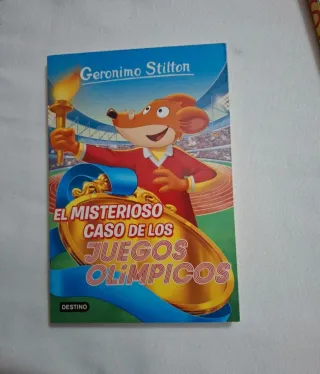 Geronimo Stilton
EL MISTERIOSO
CASO DE LOS
JUEGOS
OLÍMPICOS
DESTINO